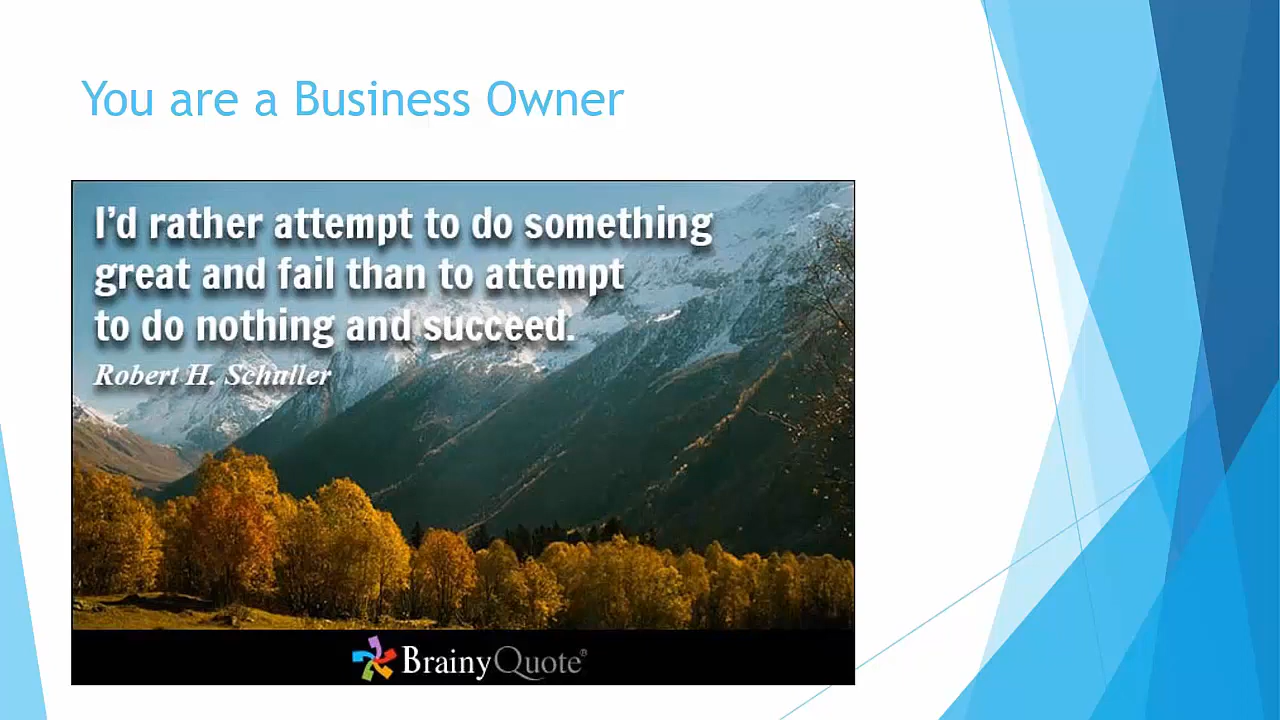 You are a Business Owner
I'd rather attempt to do something
great and fail than to attempt
to do nothing and succeed.
Robert H. Schuller
BrainyQuote®